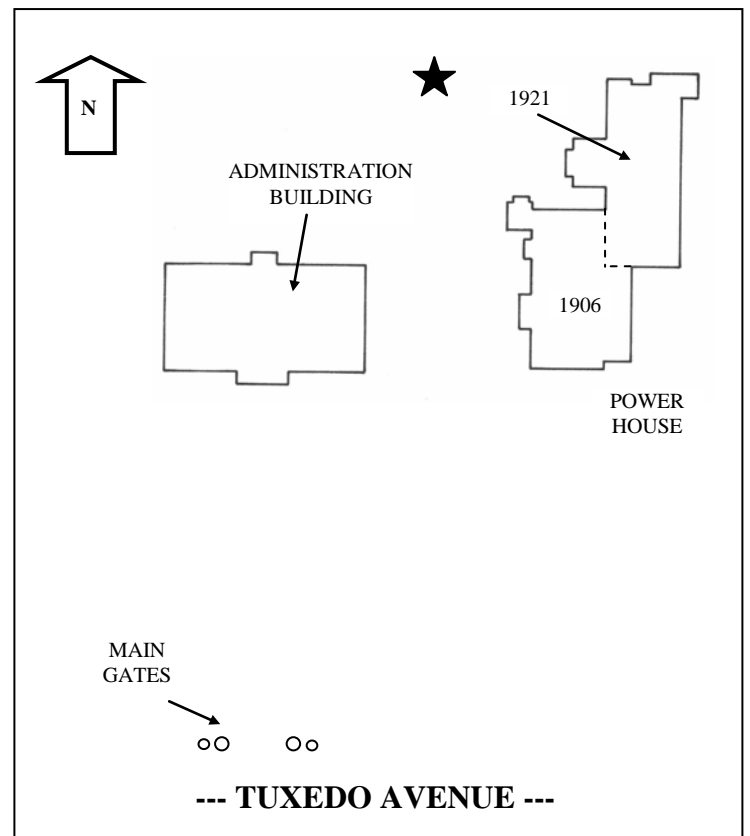 N
1921
ADMINISTRATION
BUILDING
1906
POWER
HOUSE
MAIN
GATES
--- TUXEDO AVENUE ---